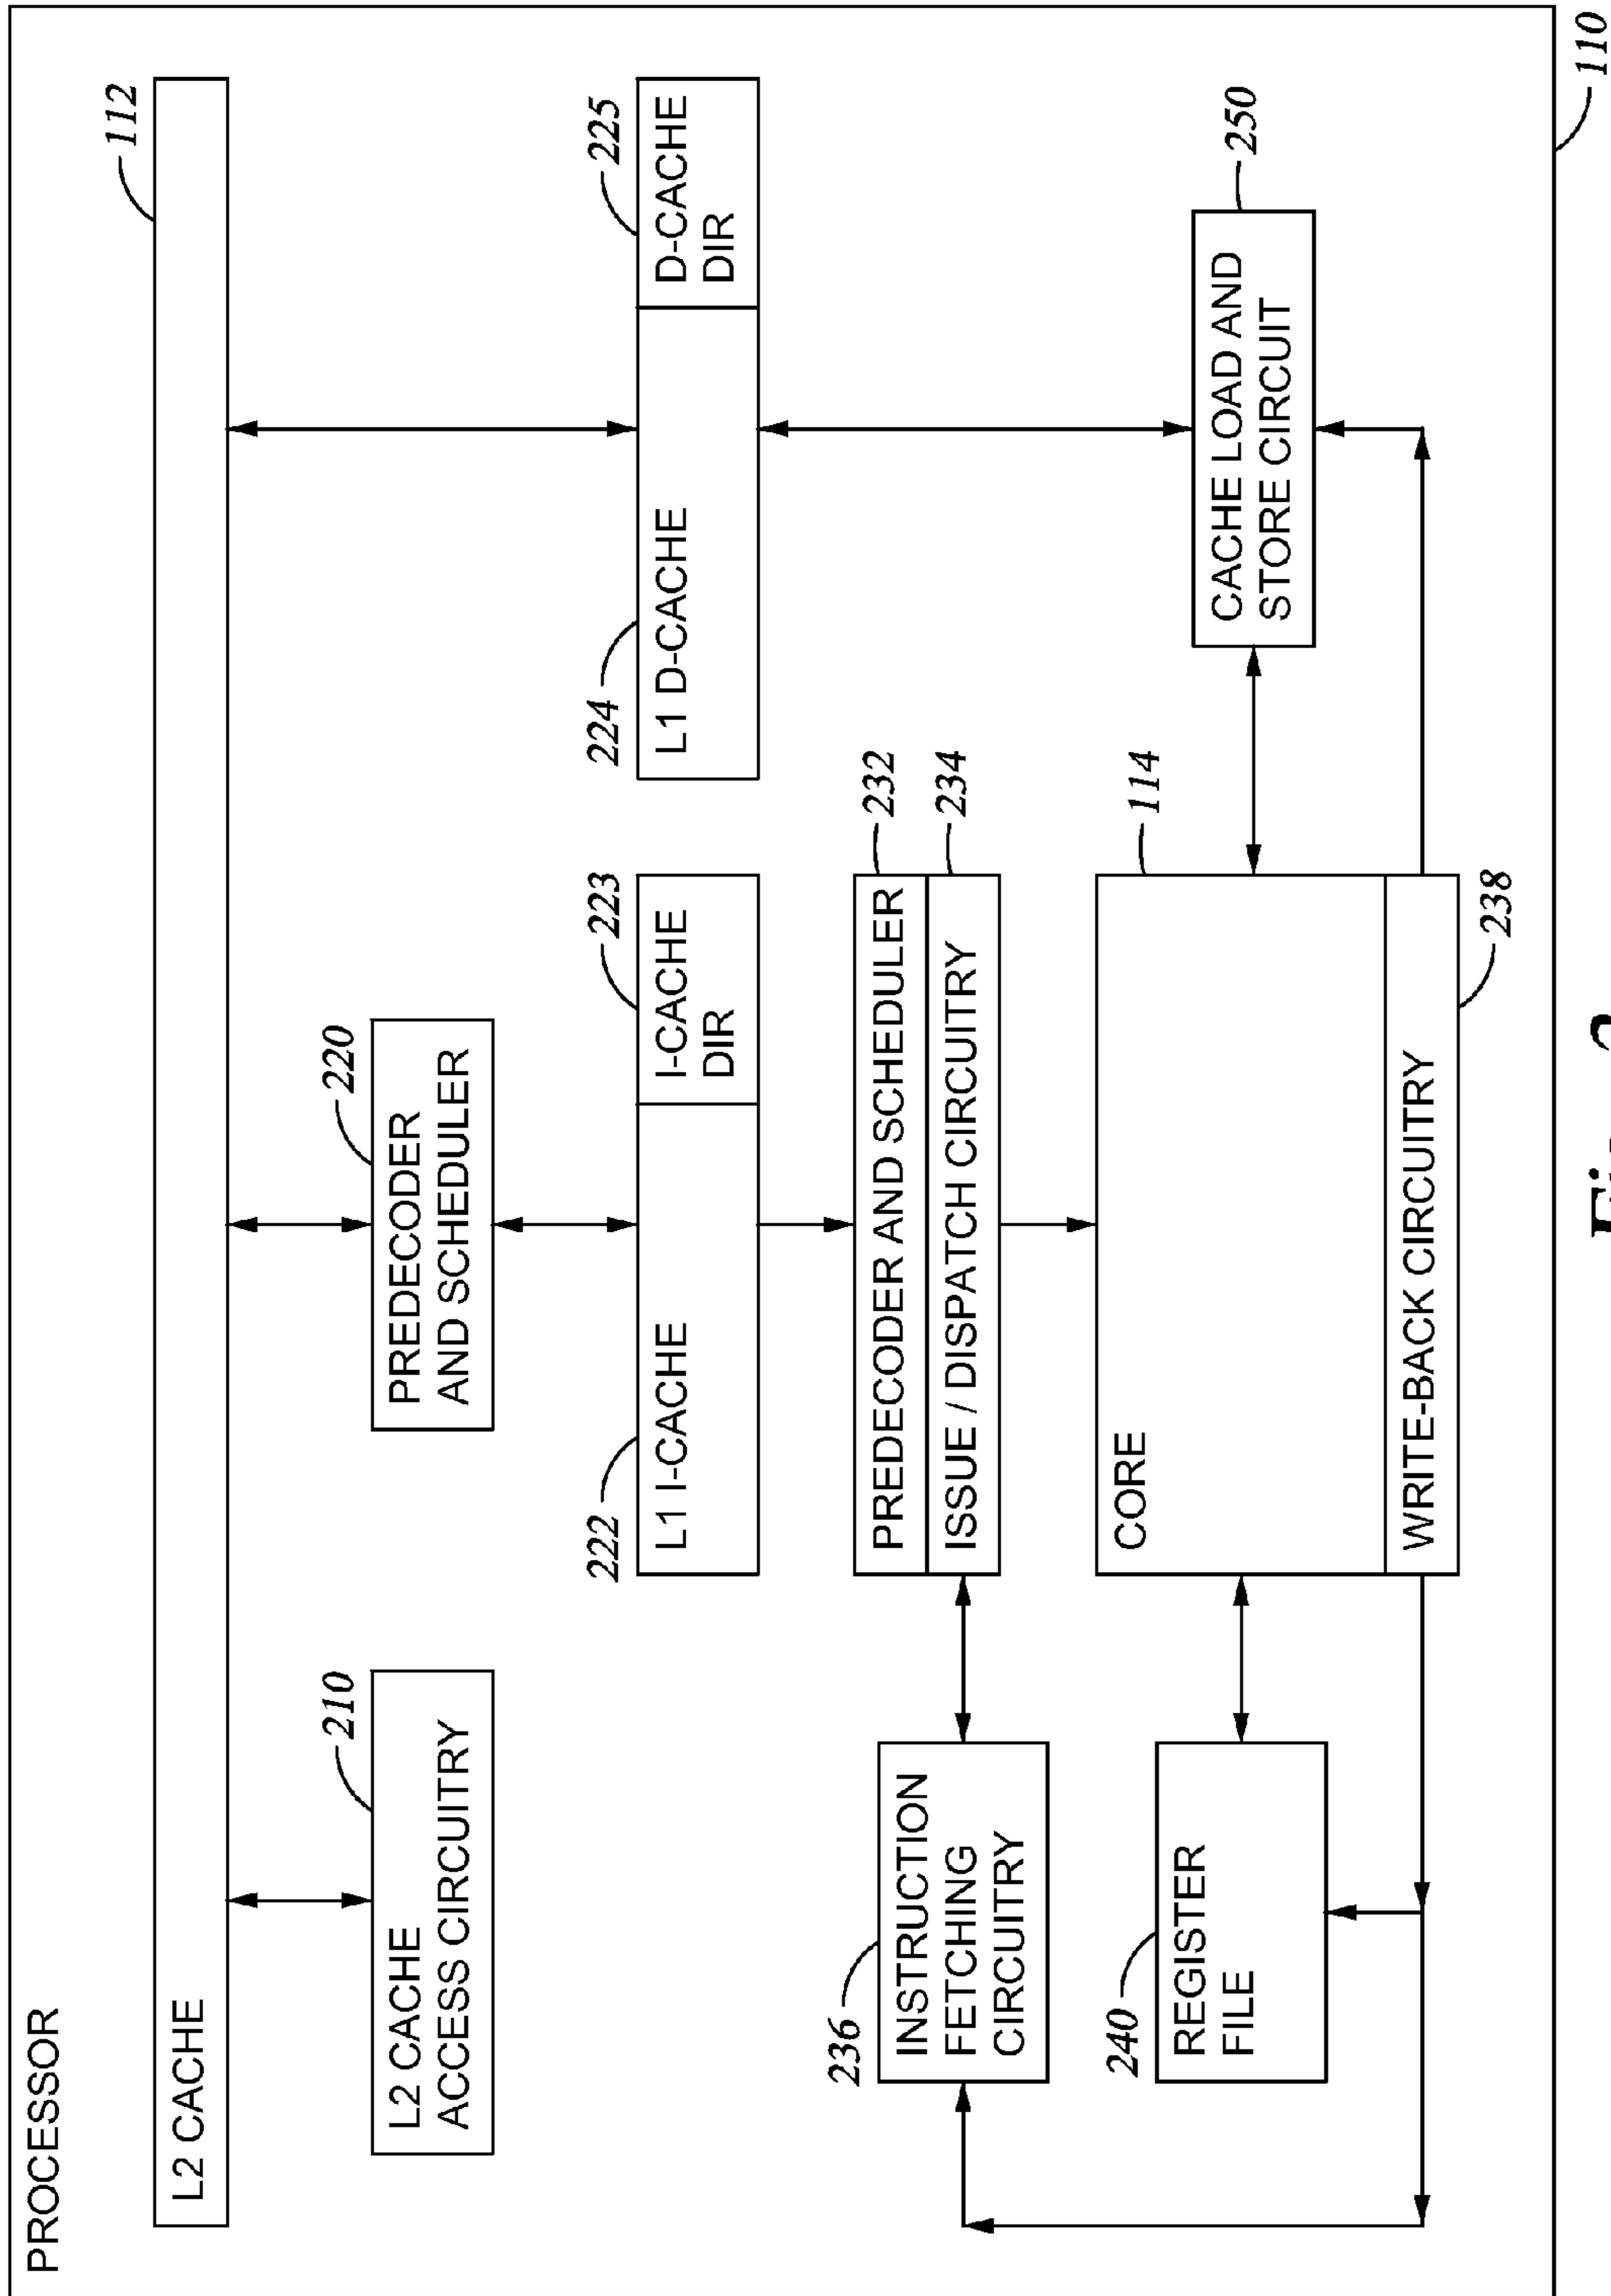 PROCESSOR
L2 CACHE
112
L2 CACHE
ACCESS CIRCUITRY
210
PREDECODER
AND SCHEDULER
220
222
L1 I-CACHE
I-CACHE
DIR
223
224
L1 D-CACHE
D-CACHE
DIR
225
236
INSTRUCTION
FETCHING
CIRCUITRY
PREDECODER AND SCHEDULER
232
ISSUE / DISPATCH CIRCUITRY
234
240
REGISTER
FILE
CORE
114
WRITE-BACK CIRCUITRY
238
CACHE LOAD AND
STORE CIRCUIT
250
110